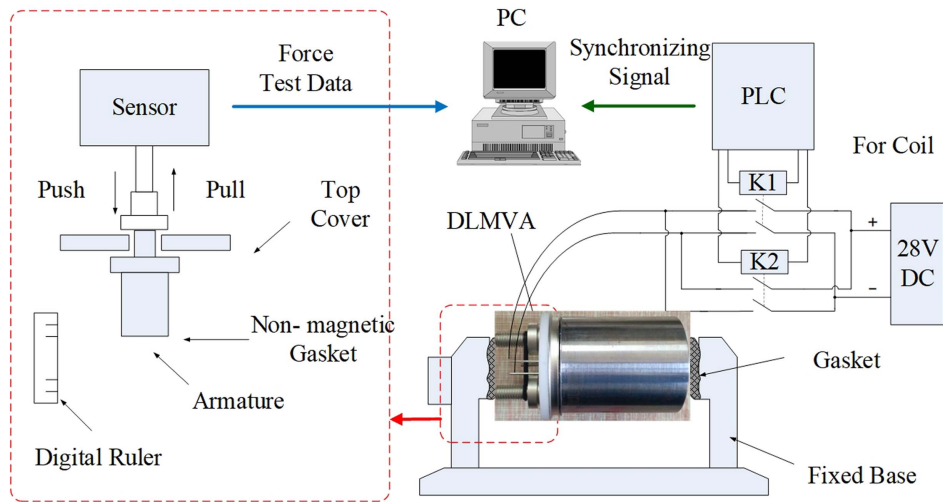 PC
Force
Test Data
Synchronizing
Signal
Sensor
PLC
For Coil
Push
Pull
Top
Cover
K1
DLMVA
+
28V
DC
K2
−
Non- magnetic
Gasket
Gasket
Armature
Digital Ruler
Fixed Base